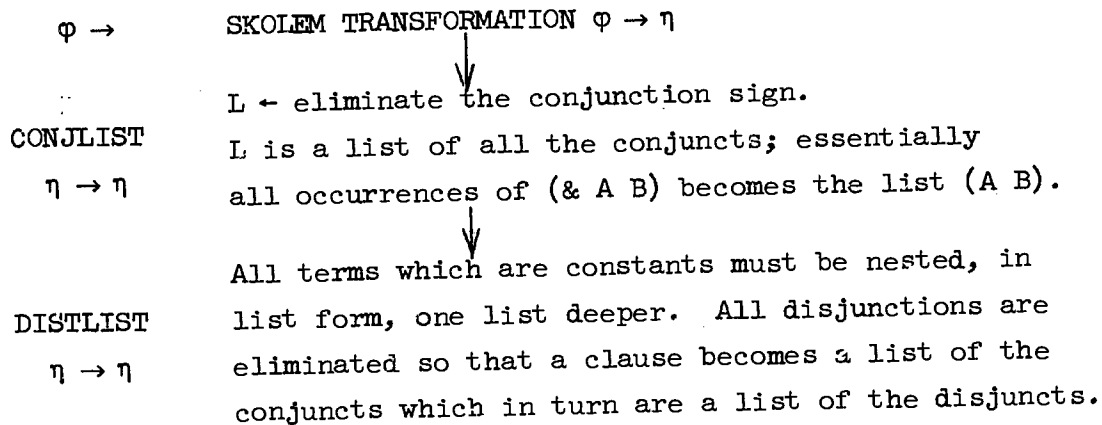 φ → SKOLEM TRANSFORMATION φ → η
L ← eliminate the conjunction sign.
CONJLIST L is a list of all the conjuncts; essentially
η → η all occurrences of (& A B) becomes the list (A B).
All terms which are constants must be nested, in
DISTLIST list form, one list deeper. All disjunctions are
η → η eliminated so that a clause becomes a list of the
conjuncts which in turn are a list of the disjuncts.